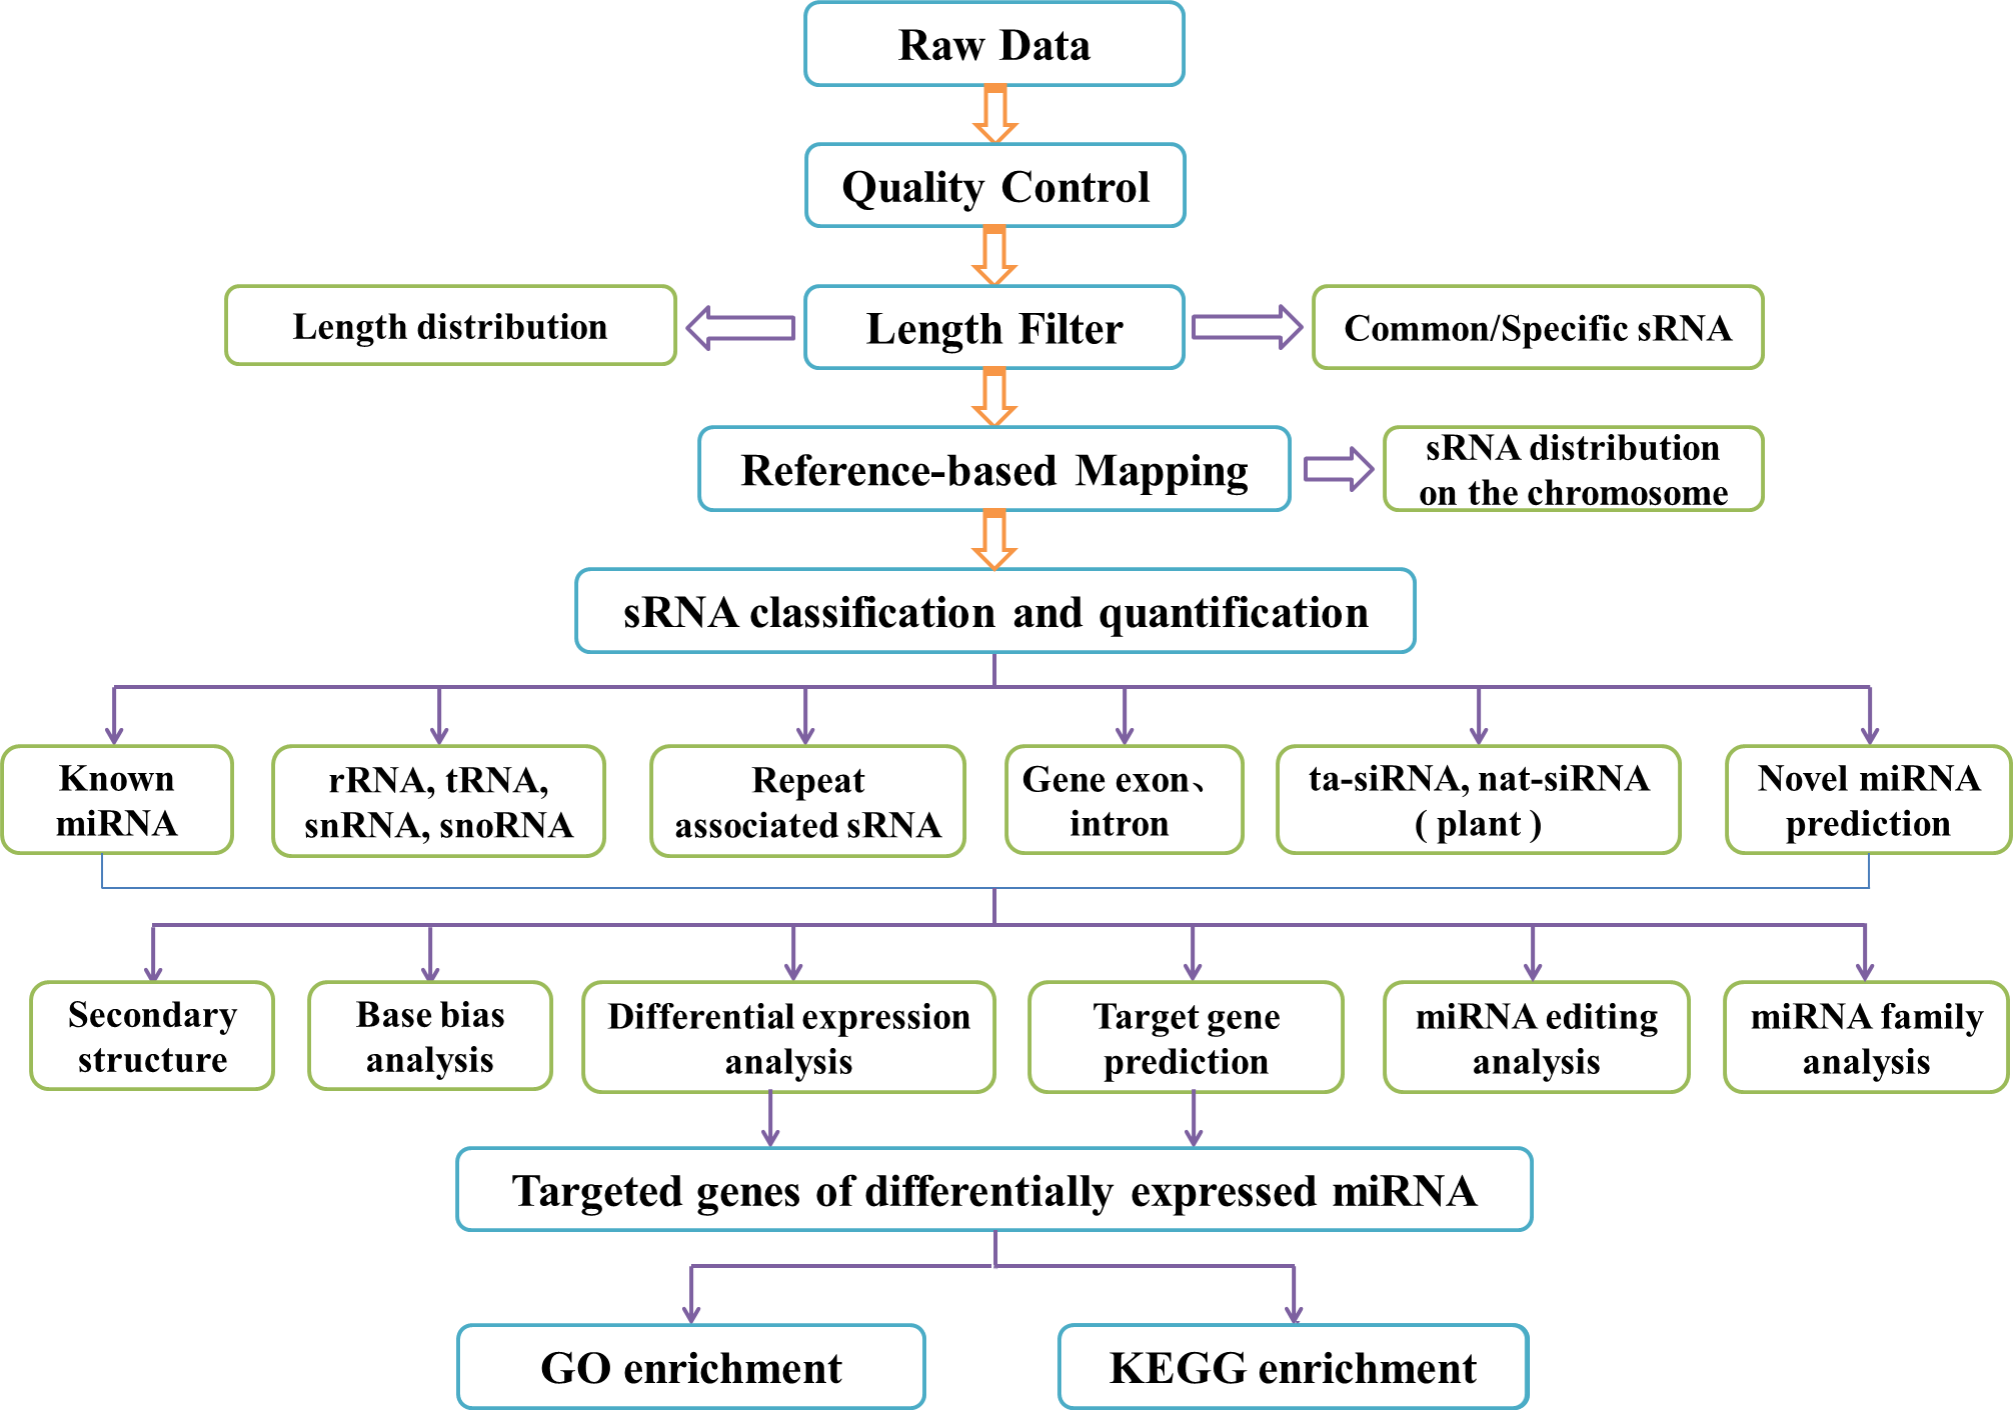 Raw Data
Quality Control
Length distribution
Length Filter
Common/Specific sRNA
Reference-based Mapping
sRNA distribution
on the chromosome
sRNA classification and quantification
Known
miRNA
rRNA, tRNA,
snRNA, snoRNA
Repeat
associated sRNA
Gene exon、
intron
ta-siRNA, nat-siRNA
( plant )
Novel miRNA
prediction
Secondary
structure
Base bias
analysis
Differential expression
analysis
Target gene
prediction
miRNA editing
analysis
miRNA family
analysis
Targeted genes of differentially expressed miRNA
GO enrichment
KEGG enrichment